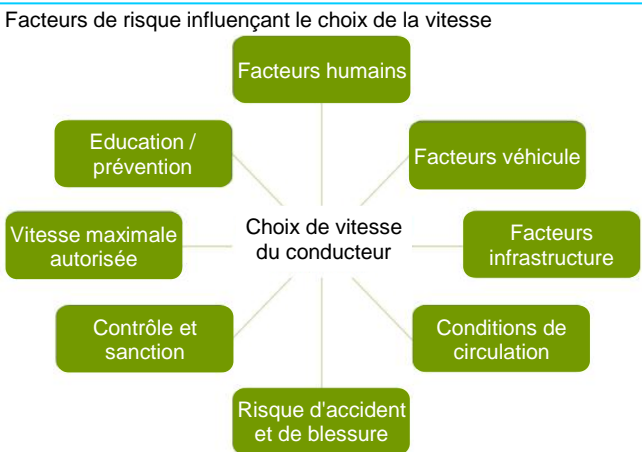 Facteurs de risque influençant le choix de la vitesse
Facteurs humains
Education /
prévention
Facteurs véhicule
Vitesse maximale
autorisée
Choix de vitesse
du conducteur
Facteurs
infrastructure
Contrôle et
sanction
Conditions de
circulation
Risque d'accident
et de blessure